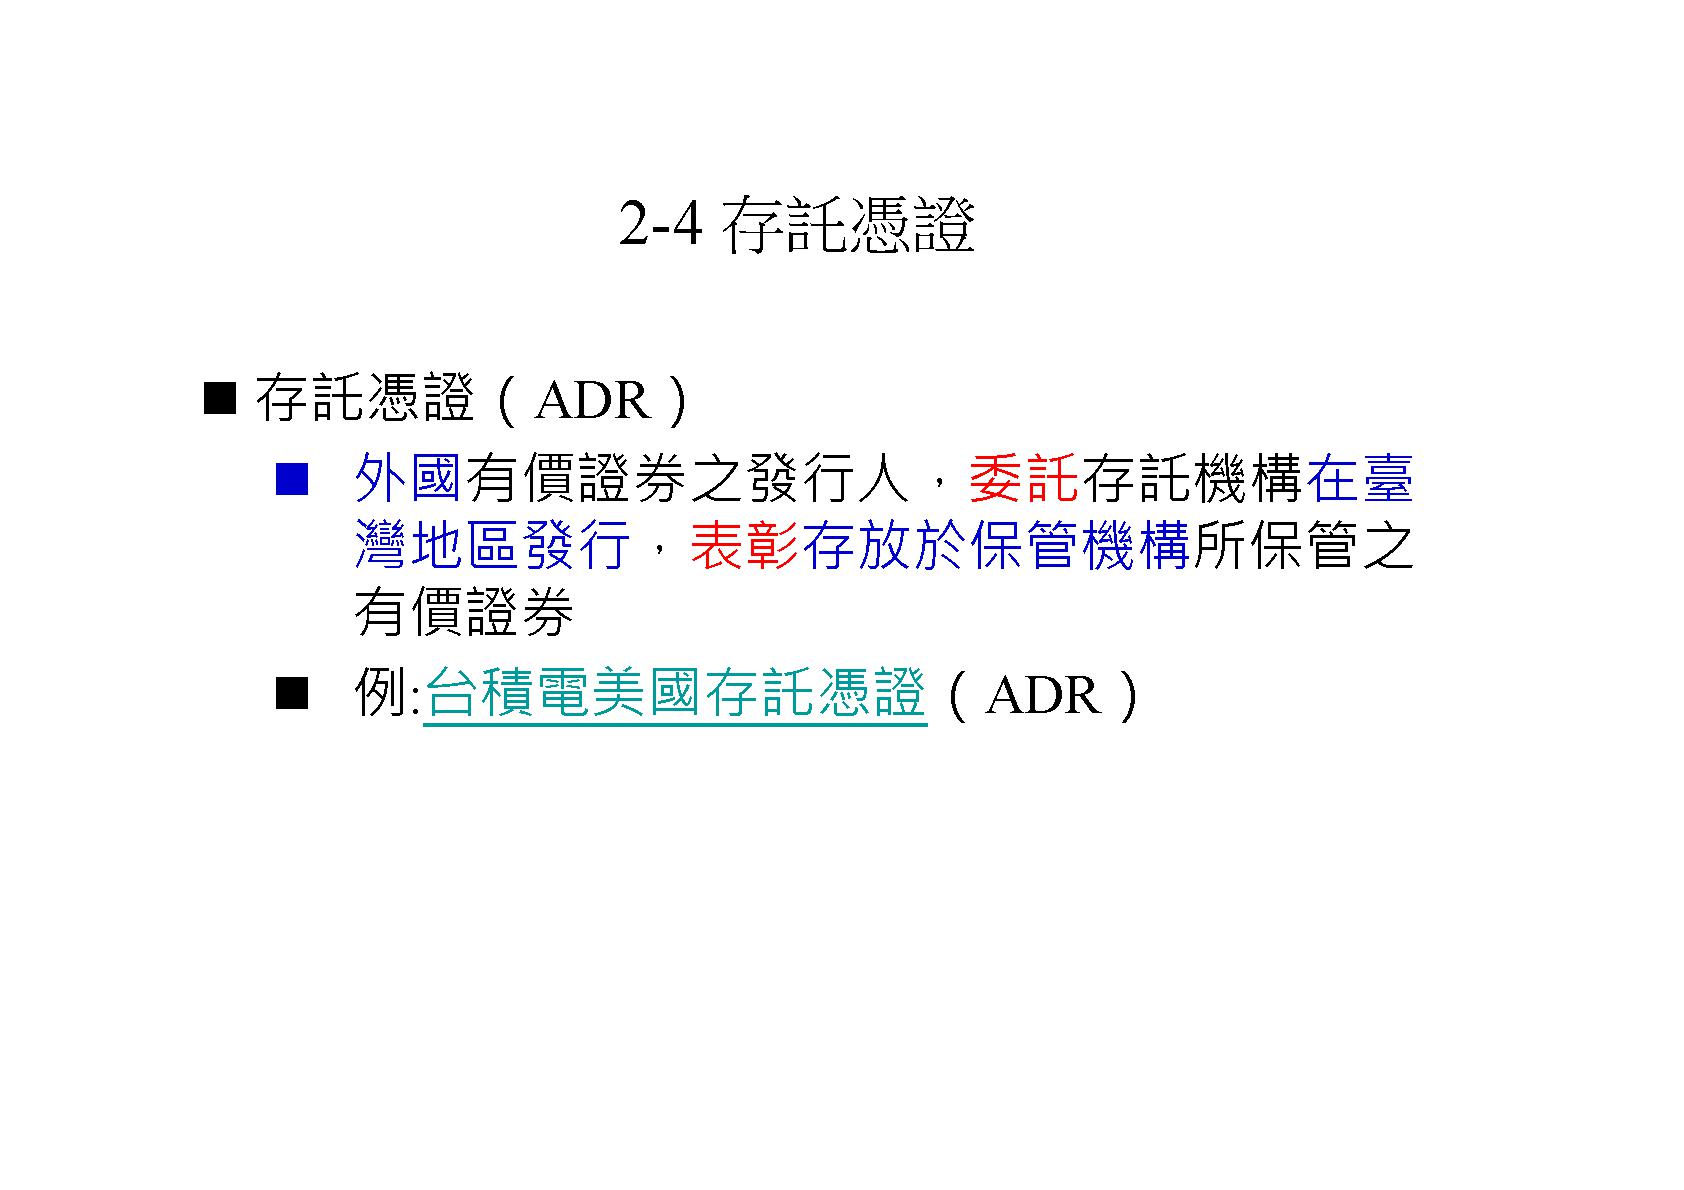 2-4 存託憑證
■ 存託憑證（ADR）
■ 外國有價證券之發行人，委託存託機構在臺
灣地區發行，表彰存放於保管機構所保管之
有價證券
■ 例:台積電美國存託憑證（ADR）